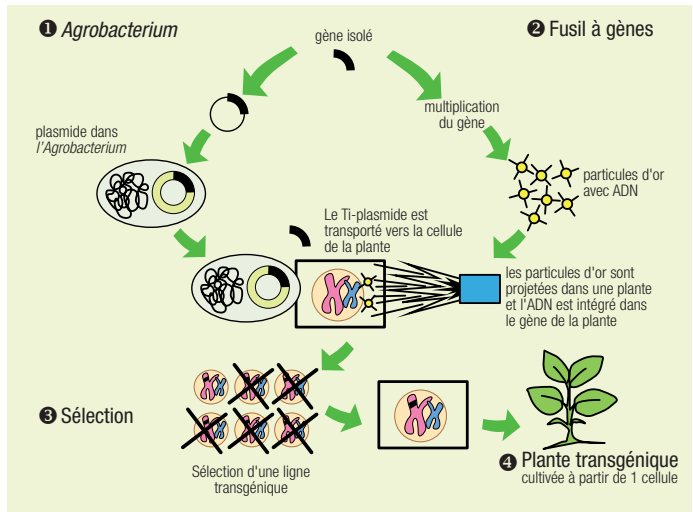 ❶ Agrobacterium
gène isolé
❷ Fusil à gènes
multiplication
du gène
plasmide dans
l'Agrobacterium
particules d'or
avec ADN
Le Ti-plasmide est
transporté vers la cellule
de la plante
les particules d'or sont
projetées dans une plante
et l'ADN est intégré dans
le gène de la plante
❸ Sélection
Sélection d'une ligne
transgénique
❹ Plante transgénique
cultivée à partir de 1 cellule